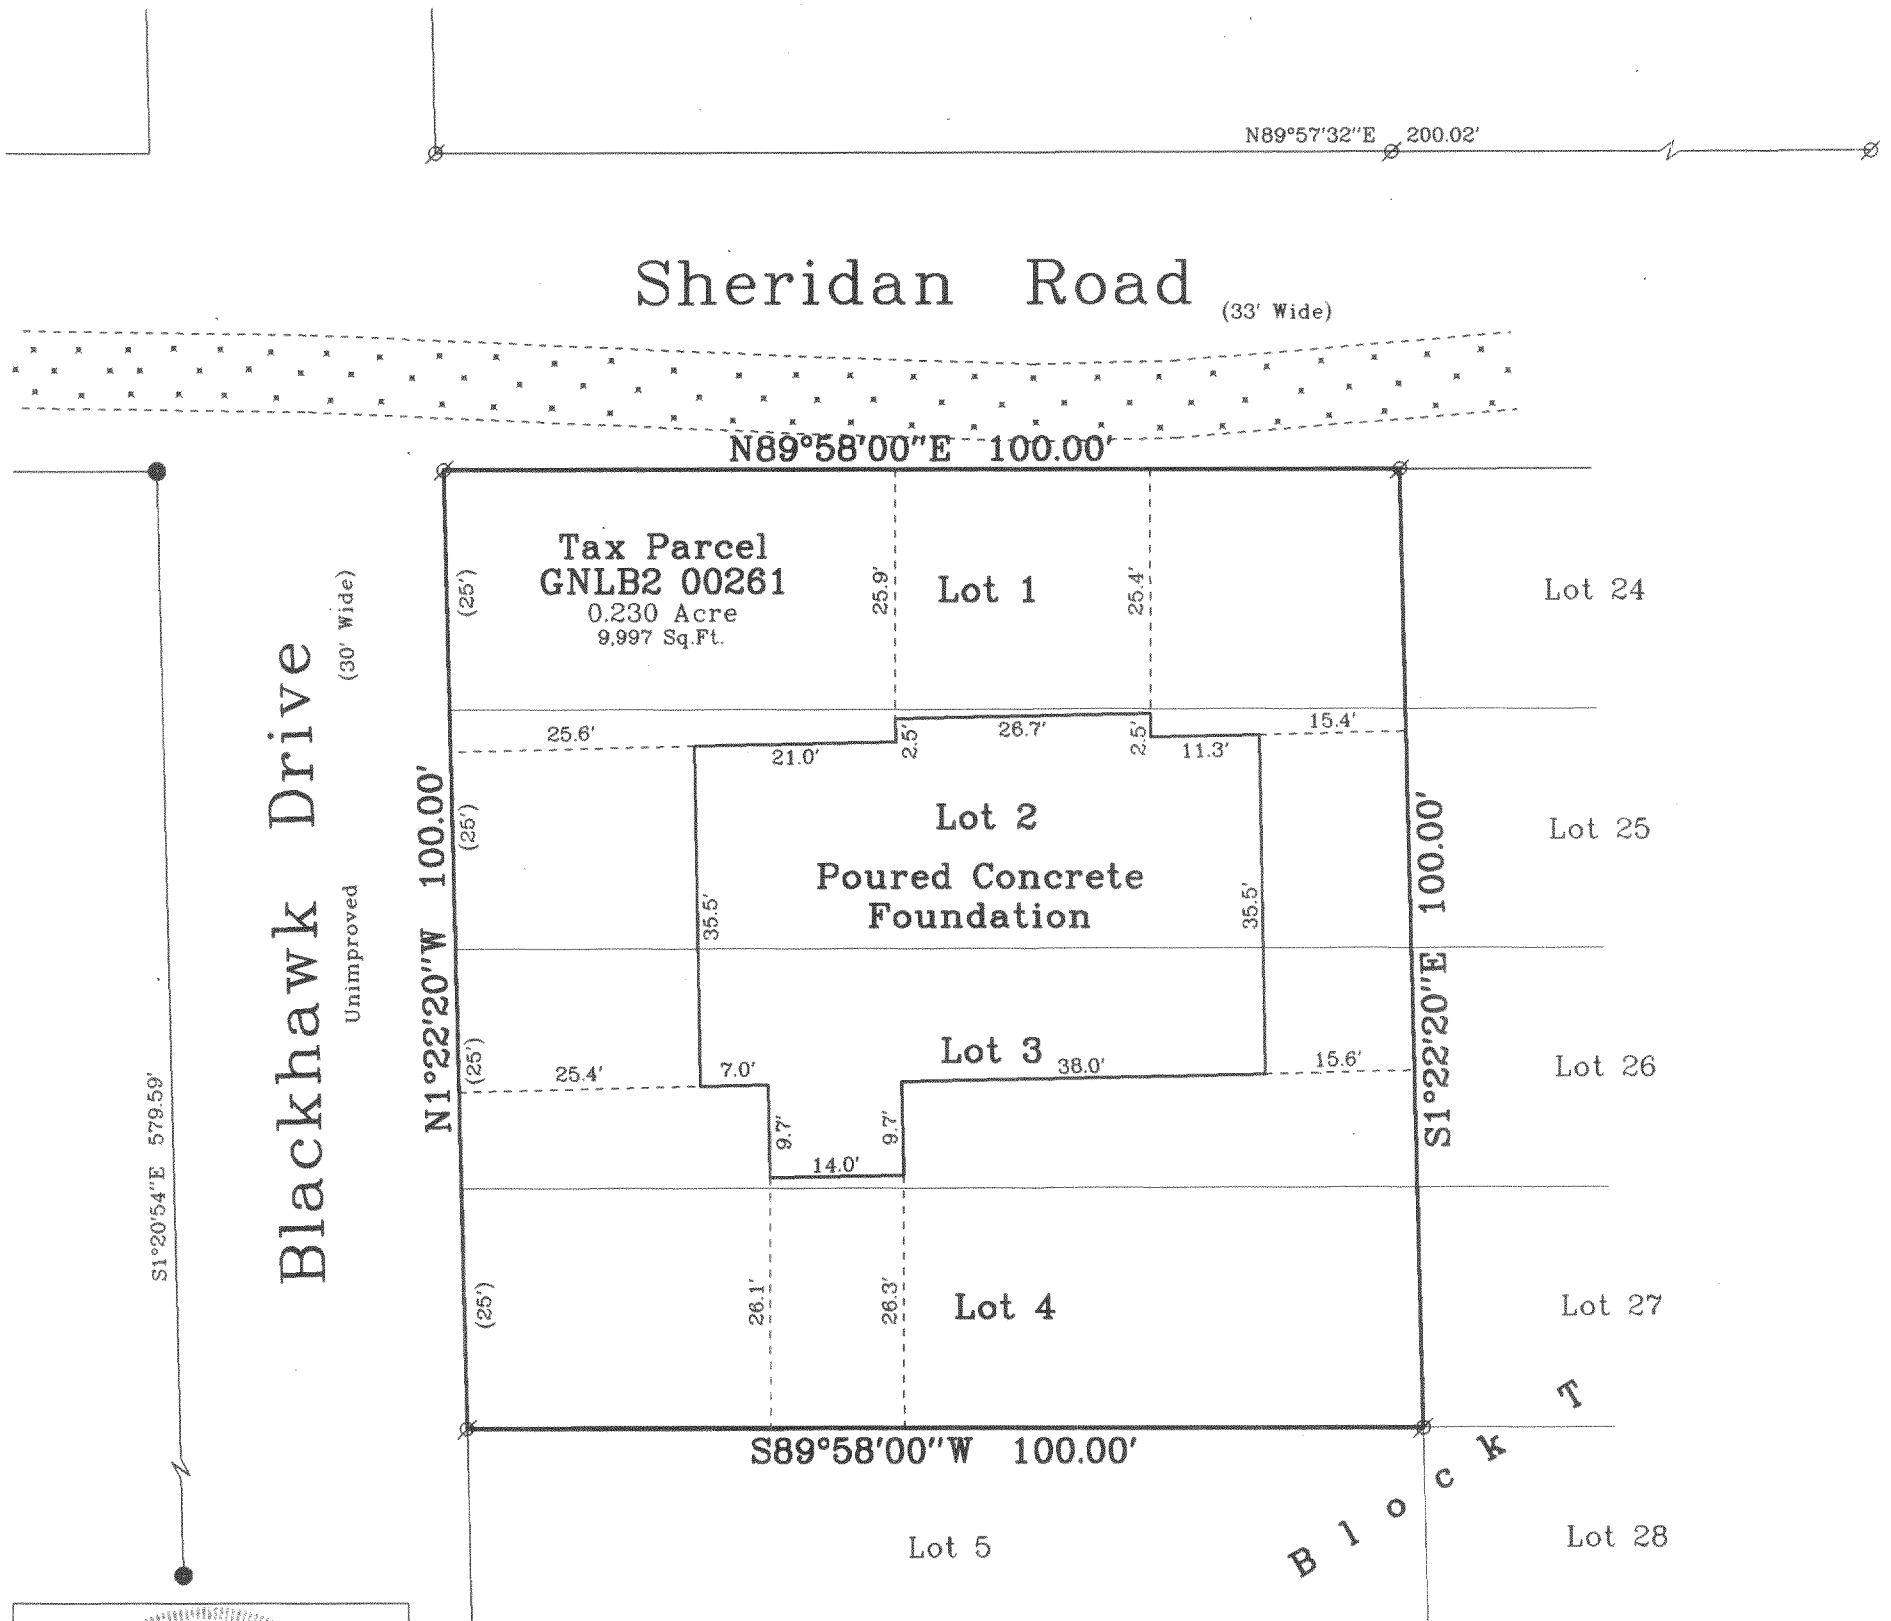 N89°57'32"E 200.02'
Sheridan Road (33' Wide)
N89°58'00"E 100.00'
Tax Parcel
GNLB2 00261
0.230 Acre
9,997 Sq.Ft.
(25')
25.9'
Lot 1
25.4'
Lot 24
Blackhawk Drive
(30' Wide)
Unimproved
25.6'
21.0'
2.5'
26.7'
2.5'
11.3'
15.4'
N1°22'20"W 100.00'
(25')
Lot 2
Lot 25
Poured Concrete
Foundation
35.5'
35.5'
S1°22'20"E 100.00'
(25')
Lot 3
38.0'
25.4'
7.0'
15.6'
Lot 26
9.7'
9.7'
14.0'
S1°20'54"E 579.59'
(25')
26.1'
26.3'
Lot 4
Lot 27
S89°58'00"W 100.00'
Block T
Lot 5
Lot 28